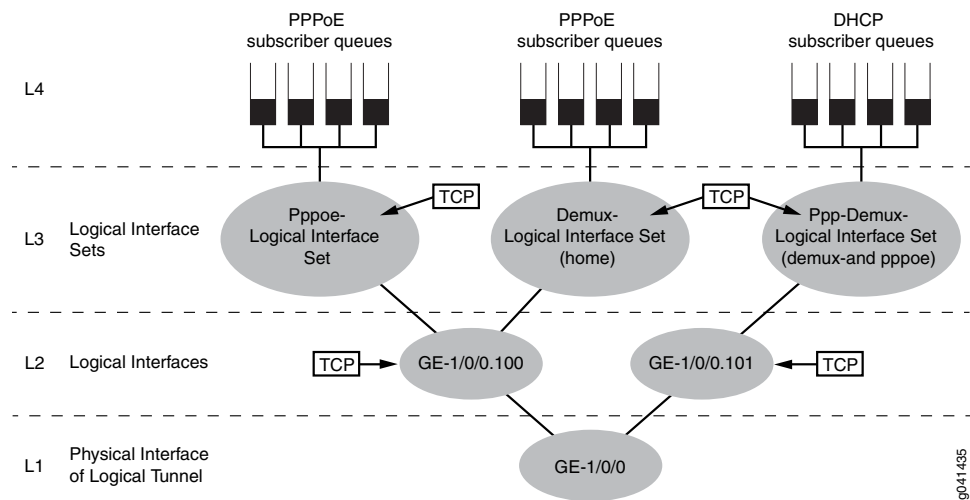 PPPoE
subscriber queues
PPPoE
subscriber queues
DHCP
subscriber queues
L4
TCP
TCP
L3
Logical Interface
Sets
Pppoe-
Logical Interface
Set
Demux-
Logical Interface Set
(home)
Ppp-Demux-
Logical Interface Set
(demux-and pppoe)
L2
Logical Interfaces
TCP
GE-1/0/0.100
GE-1/0/0.101
TCP
L1
Physical Interface
of Logical Tunnel
GE-1/0/0
g041435